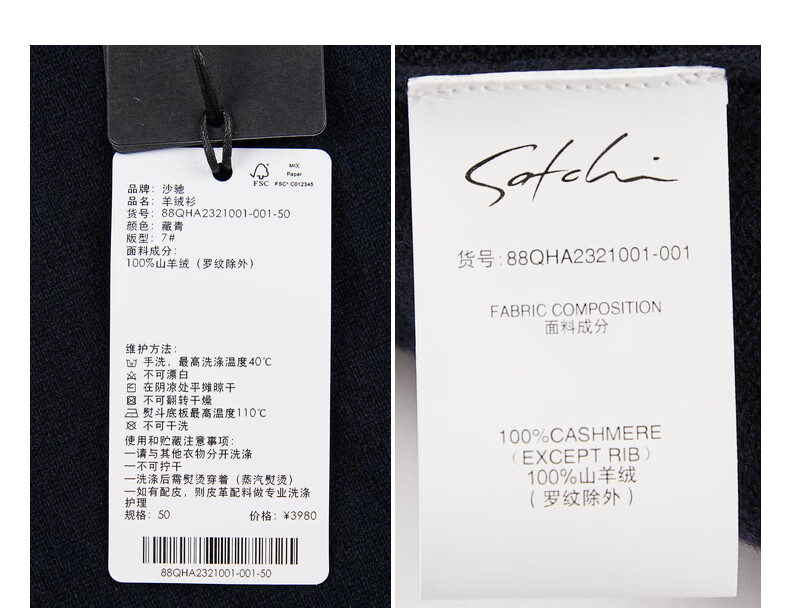 MIX
Paper
FSC
FSC® C012345
品牌：沙驰
品名：羊绒衫
货号：88QHA2321001-001-50
颜色：藏青
版型：7#
面料成分：
100%山羊绒（罗纹除外）
维护方法：
手洗，最高洗涤温度40℃
不可漂白
在阴凉处平摊晾干
不可翻转干燥
熨斗底板最高温度110℃
不可干洗
使用和贮藏注意事项：
—请与其他衣物分开洗涤
—不可拧干
—洗涤后需熨烫穿着（蒸汽熨烫）
—如有配皮，则皮革配料做专业洗涤
护理
规格：50 价格：¥3980
88QHA2321001-001-50
Satchi
货号：88QHA2321001-001
FABRIC COMPOSITION
面料成分
100%CASHMERE
（EXCEPT RIB）
100%山羊绒
（罗纹除外）